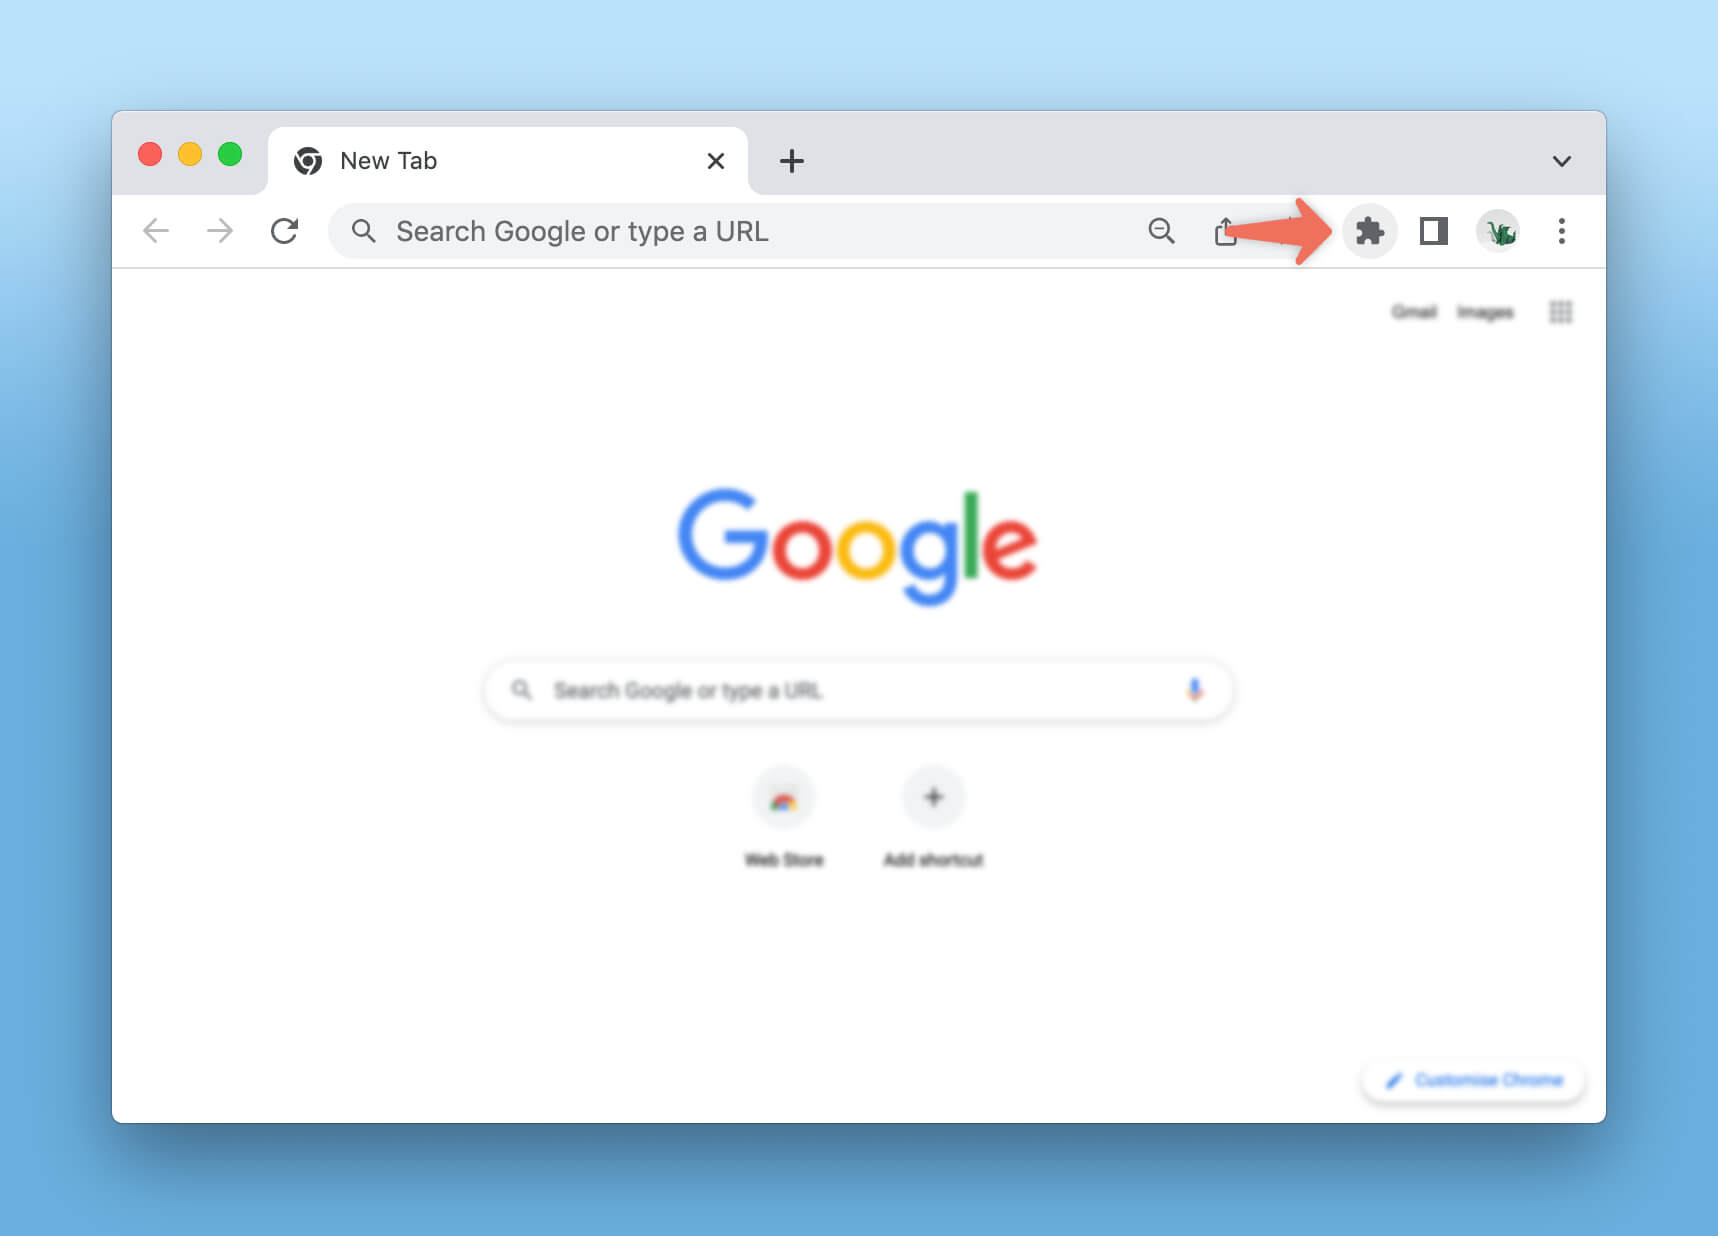 New Tab
Search Google or type a URL
Gmail Images
Google
Search Google or type a URL
Web Store Add shortcut
Customise Chrome